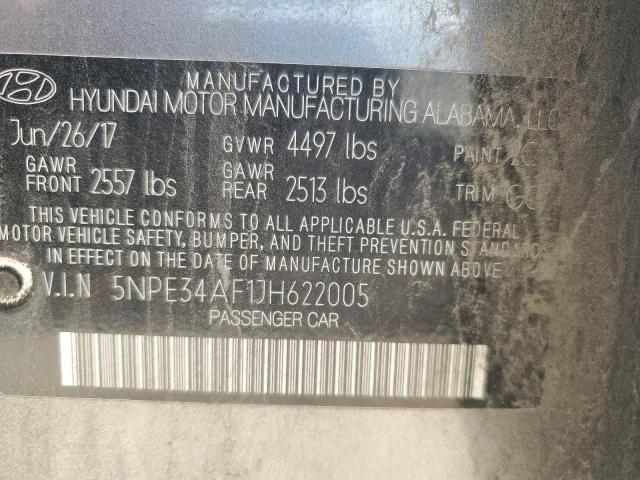 MANUFACTURED BY
HYUNDAI MOTOR MANUFACTURING ALABAMA, LLC
Jun/26/17 GVWR 4497 lbs PAINT
GAWR FRONT 2557 lbs GAWR REAR 2513 lbs TRIM
THIS VEHICLE CONFORMS TO ALL APPLICABLE U.S.A. FEDERAL
MOTOR VEHICLE SAFETY, BUMPER, AND THEFT PREVENTION STANDARDS
IN EFFECT ON THE DATE OF MANUFACTURE SHOWN ABOVE.
V.I.N 5NPE34AF1JH622005
PASSENGER CAR